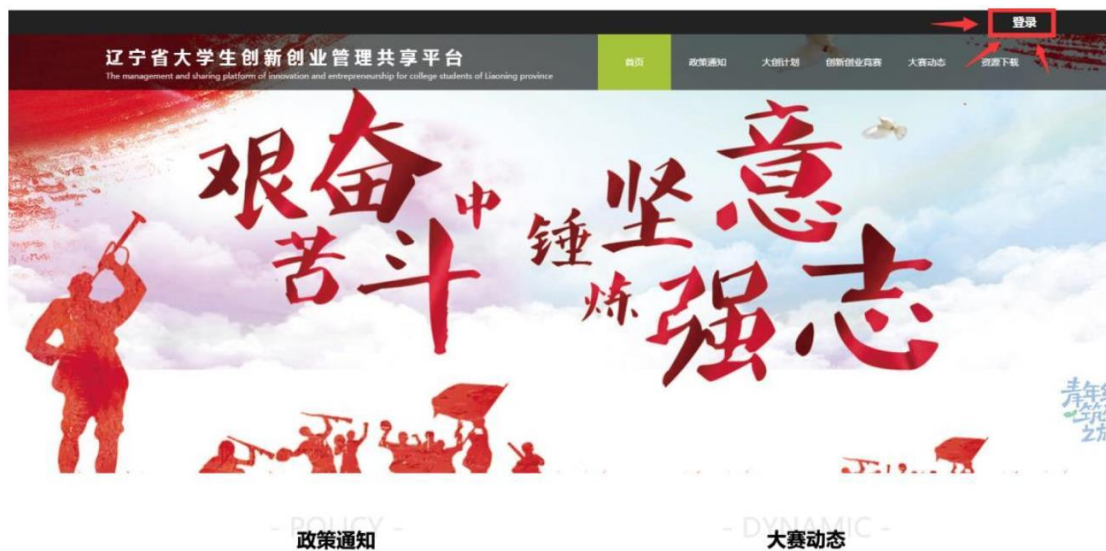 登录
辽宁省大学生创新创业管理共享平台
The management and sharing platform of innovation and entrepreneurship for college students of Liaoning province
首页 政策通知 大创计划 创新创业竞赛 大赛动态 资源下载
艰苦奋斗中
锤炼坚强意志
青年
筑
之
- POLICY -
政策通知
- DYNAMIC -
大赛动态